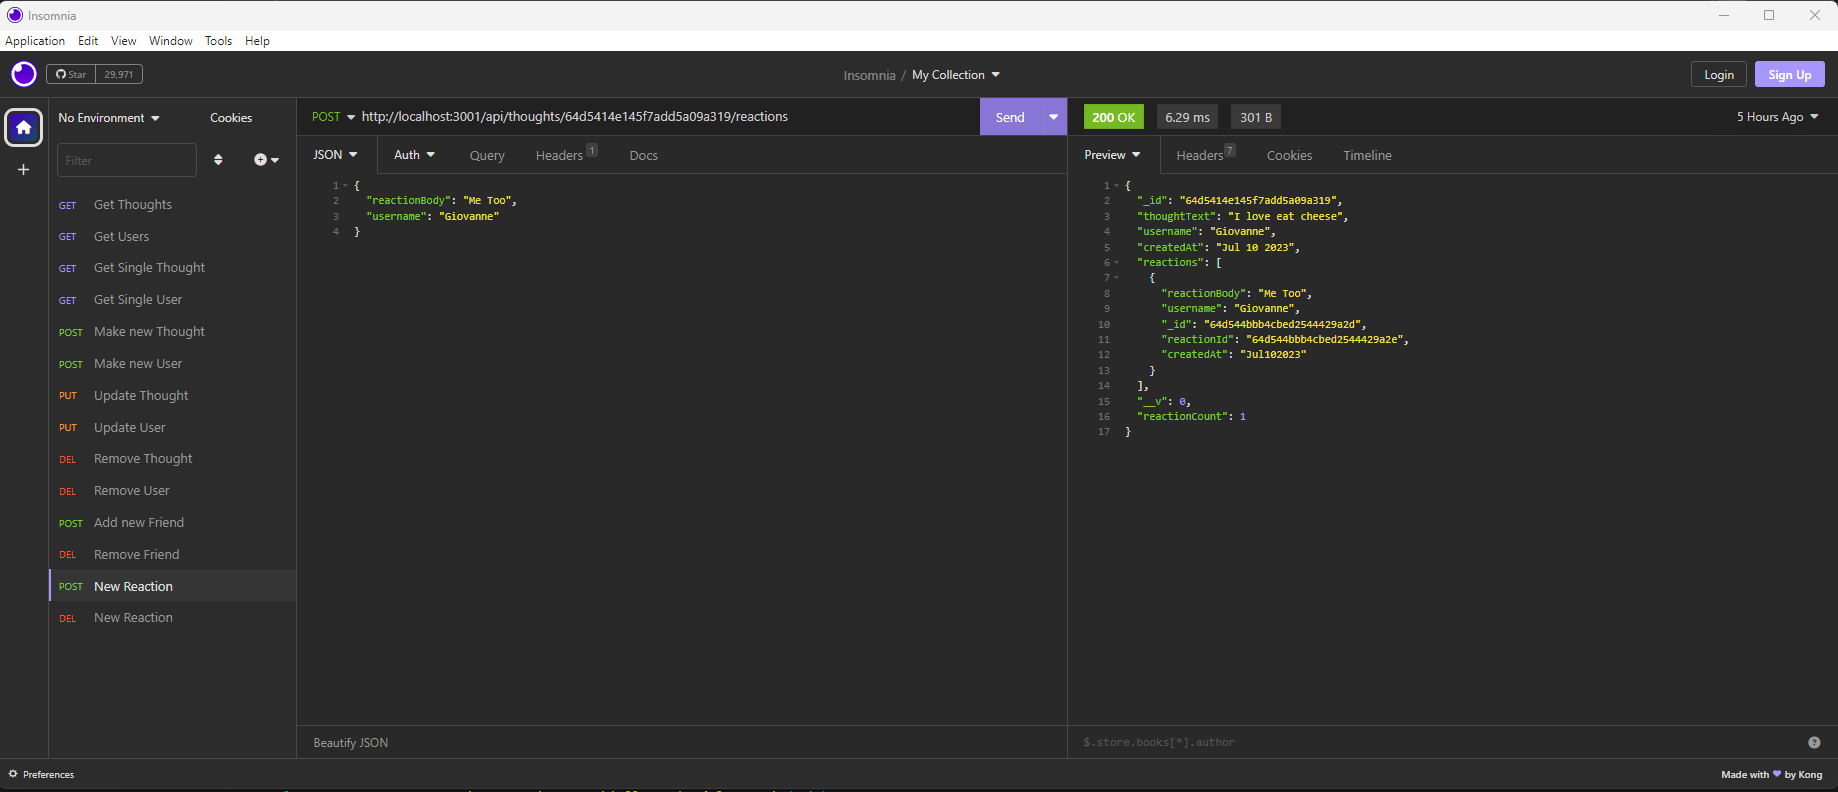 Insomnia
Application Edit View Window Tools Help
Star 29,971
Insomnia / My Collection
Login Sign Up
No Environment Cookies
Filter
GET Get Thoughts
GET Get Users
GET Get Single Thought
GET Get Single User
POST Make new Thought
POST Make new User
PUT Update Thought
PUT Update User
DEL Remove Thought
DEL Remove User
POST Add new Friend
DEL Remove Friend
POST New Reaction
DEL New Reaction
POST http://localhost:3001/api/thoughts/64d5414e145f7add5a09a319/reactions Send
JSON Auth Query Headers 1 Docs
1 {
2 "reactionBody": "Me Too",
3 "username": "Giovanne"
4 }
Beautify JSON
200 OK 6.29 ms 301 B 5 Hours Ago
Preview Headers 7 Cookies Timeline
1 {
2 "_id": "64d5414e145f7add5a09a319",
3 "thoughtText": "I love eat cheese",
4 "username": "Giovanne",
5 "createdAt": "Jul 10 2023",
6 "reactions": [
7 {
8 "reactionBody": "Me Too",
9 "username": "Giovanne",
10 "_id": "64d544bbb4cbed2544429a2d",
11 "reactionId": "64d544bbb4cbed2544429a2e",
12 "createdAt": "Jul102023"
13 }
14 ],
15 "__v": 0,
16 "reactionCount": 1
17 }
$.store.books[*].author
Preferences
Made with ♥ by Kong